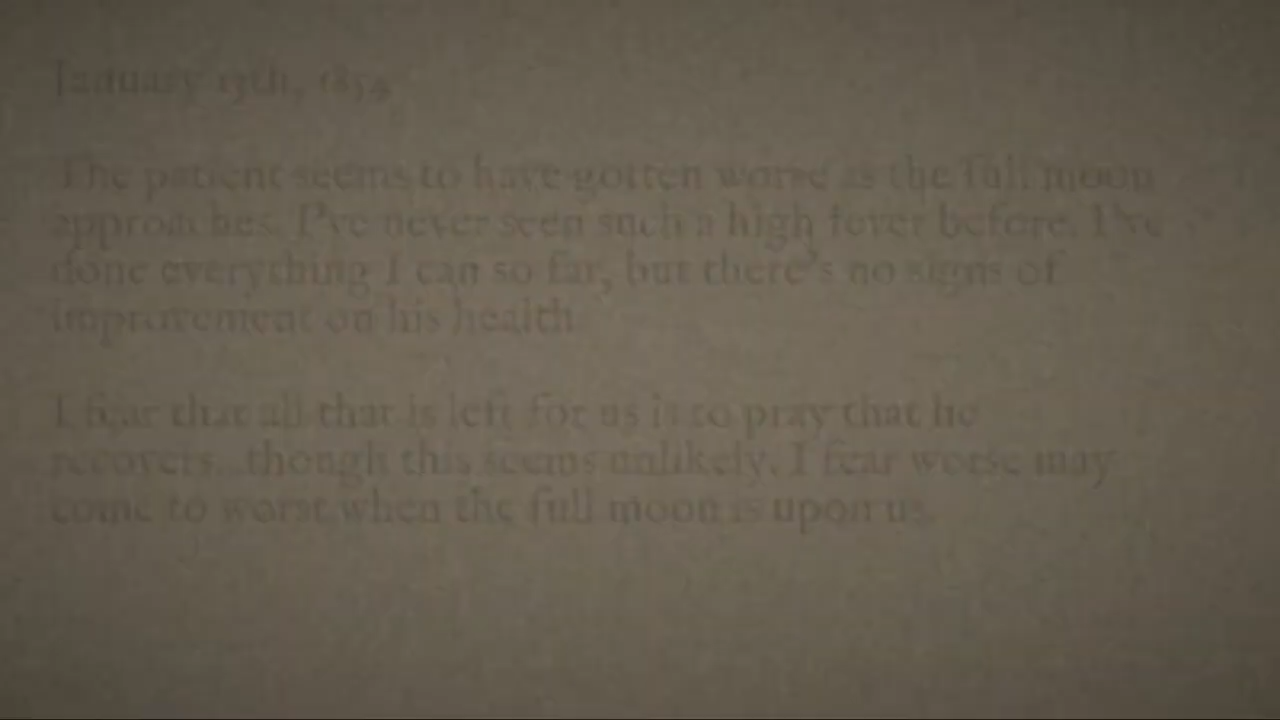 January 13th, 1854
The patient seems to have gotten worse as the full moon
approaches. I've never seen such a high fever before. I've
done everything I can so far, but there's no signs of
improvement on his health.
I fear that all that is left for us is to pray that he
recovers...though this seems unlikely. I fear worse may
come to worst when the full moon is upon us.